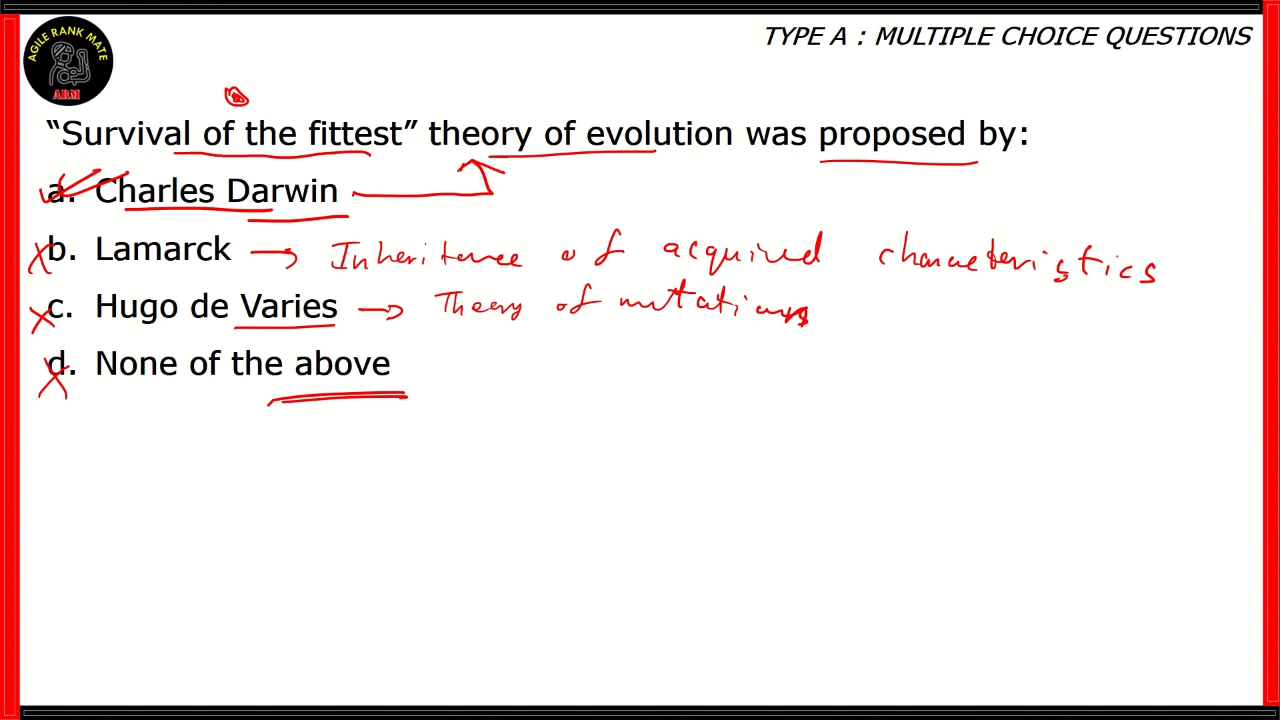 AGILE RANK MATE
ARM
TYPE A : MULTIPLE CHOICE QUESTIONS
“Survival of the fittest” theory of evolution was proposed by:
a. Charles Darwin
b. Lamarck → Inheritence of acquired characteristics
c. Hugo de Varies → Theory of mutations
d. None of the above